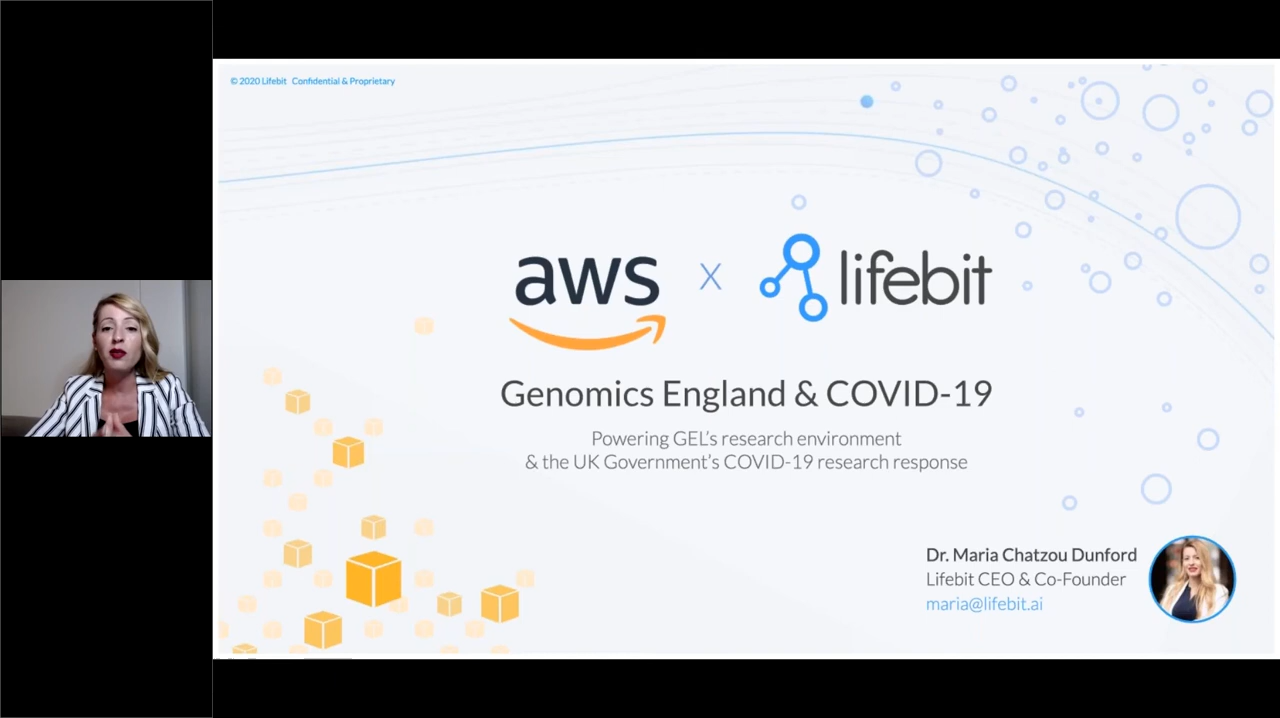 © 2020 Lifebit Confidential & Proprietary
aws X lifebit
Genomics England & COVID-19
Powering GEL's research environment
& the UK Government's COVID-19 research response
Dr. Maria Chatzou Dunford
Lifebit CEO & Co-Founder
maria@lifebit.ai